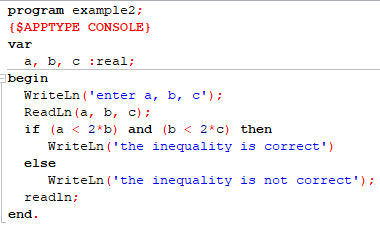 program example2;
{$APPTYPE CONSOLE}
var
  a, b, c :real;
begin
  WriteLn('enter a, b, c');
  ReadLn(a, b, c);
  if (a < 2*b) and (b < 2*c) then
     WriteLn('the inequality is correct')
  else
     WriteLn('the inequality is not correct');
  readln;
end.